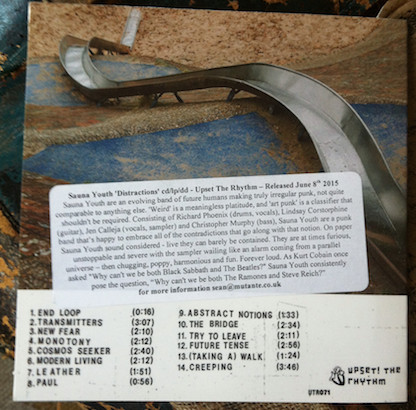 Sauna Youth 'Distractions' cd/lp/dd - Upset The Rhythm – Released June 8th 2015
Sauna Youth are an evolving band of future humans making truly irregular punk, not quite
comparable to anything else. 'Weird' is a meaningless platitude, and 'art punk' is a classifier that
shouldn't be required. Consisting of Richard Phoenix (drums, vocals), Lindsay Corstorphine
(guitar), Jen Calleja (vocals, sampler) and Christopher Murphy (bass), Sauna Youth are a punk
band that's happy to embrace all of the contradictions that go along with that notion. On paper
Sauna Youth sound considered - live they can barely be contained. They are at times furious,
unstoppable and direct with the sampler wailing like an alarm coming from a parallel
universe – then chugging, poppy, harmonious and fun. Forever loud. As Kurt Cobain once
asked "Why can't we be both Black Sabbath and The Beatles?" Sauna Youth consistently
pose the question, "Why can't we be both The Ramones and Steve Reich?"
for more information sean@mutante.co.uk
1. END LOOP (0:16)
2. TRANSMITTERS (3:07)
3. NEW FEAR (2:10)
4. MONOTONY (2:12)
5. COSMOS SEEKER (2:40)
6. MODERN LIVING (2:12)
7. LEATHER (1:51)
8. PAUL (0:56)
9. ABSTRACT NOTIONS (1:33)
10. THE BRIDGE (2:34)
11. TRY TO LEAVE (2:11)
12. FUTURE TENSE (2:56)
13. (TAKING A) WALK (1:24)
14. CREEPING (3:46)
UTR071
UPSET! THE
RHYTHM